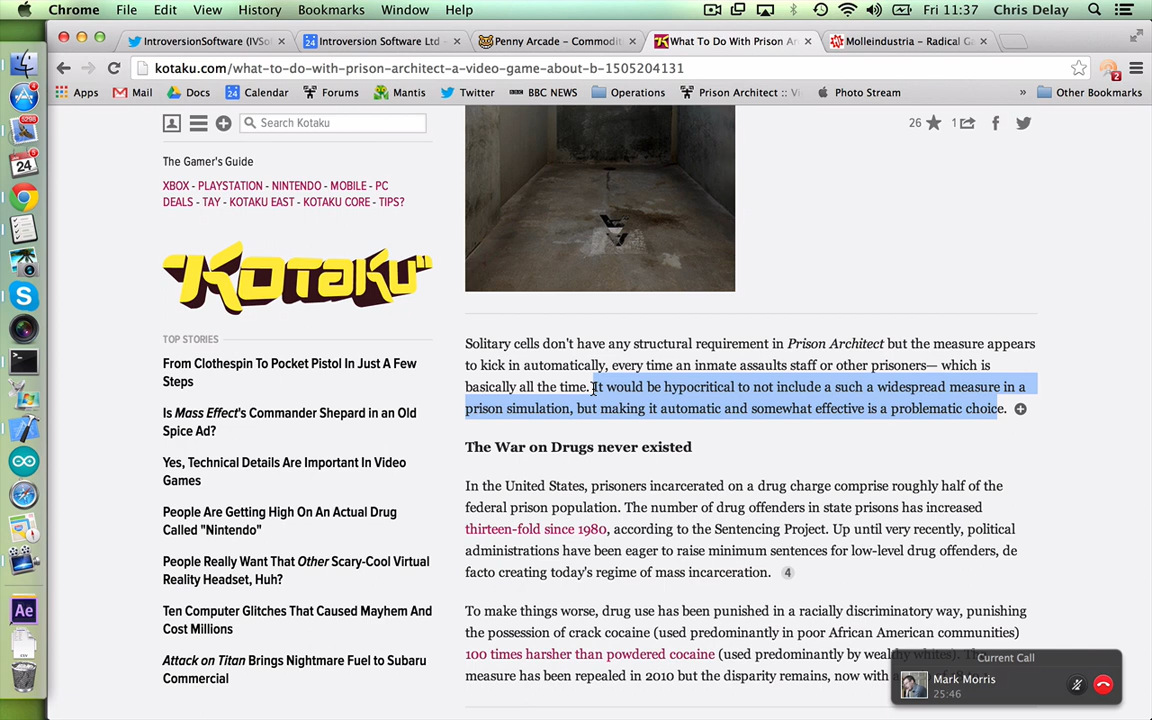 Chrome File Edit View History Bookmarks Window Help Fri 11:37 Chris Delay
IntroversionSoftware (IVSo
24 Introversion Software Ltd -
Penny Arcade – Commodit
What To Do With Prison Ar
Molleindustria – Radical Ga
kotaku.com/what-to-do-with-prison-architect-a-video-game-about-b-1505204131
Apps Mail Docs 24 Calendar Forums Mantis Twitter BBC NEWS Operations Prison Architect :: Vi Photo Stream » Other Bookmarks
2
5298
24
Ae
Search Kotaku
26 1
The Gamer's Guide
XBOX - PLAYSTATION - NINTENDO - MOBILE - PC
DEALS - TAY - KOTAKU EAST - KOTAKU CORE - TIPS?
KOTAKU
TOP STORIES
From Clothespin To Pocket Pistol In Just A Few
Steps
Is Mass Effect's Commander Shepard in an Old
Spice Ad?
Yes, Technical Details Are Important In Video
Games
People Are Getting High On An Actual Drug
Called "Nintendo"
People Really Want That Other Scary-Cool Virtual
Reality Headset, Huh?
Ten Computer Glitches That Caused Mayhem And
Cost Millions
Attack on Titan Brings Nightmare Fuel to Subaru
Commercial
Solitary cells don't have any structural requirement in Prison Architect but the measure appears
to kick in automatically, every time an inmate assaults staff or other prisoners— which is
basically all the time. It would be hypocritical to not include a such a widespread measure in a
prison simulation, but making it automatic and somewhat effective is a problematic choice.
The War on Drugs never existed
In the United States, prisoners incarcerated on a drug charge comprise roughly half of the
federal prison population. The number of drug offenders in state prisons has increased
thirteen-fold since 1980, according to the Sentencing Project. Up until very recently, political
administrations have been eager to raise minimum sentences for low-level drug offenders, de
facto creating today's regime of mass incarceration. 4
To make things worse, drug use has been punished in a racially discriminatory way, punishing
the possession of crack cocaine (used predominantly in poor African American communities)
100 times harsher than powdered cocaine (used predominantly by wealthy whites).
measure has been repealed in 2010 but the disparity remains, now with
Current Call
Mark Morris
25:46